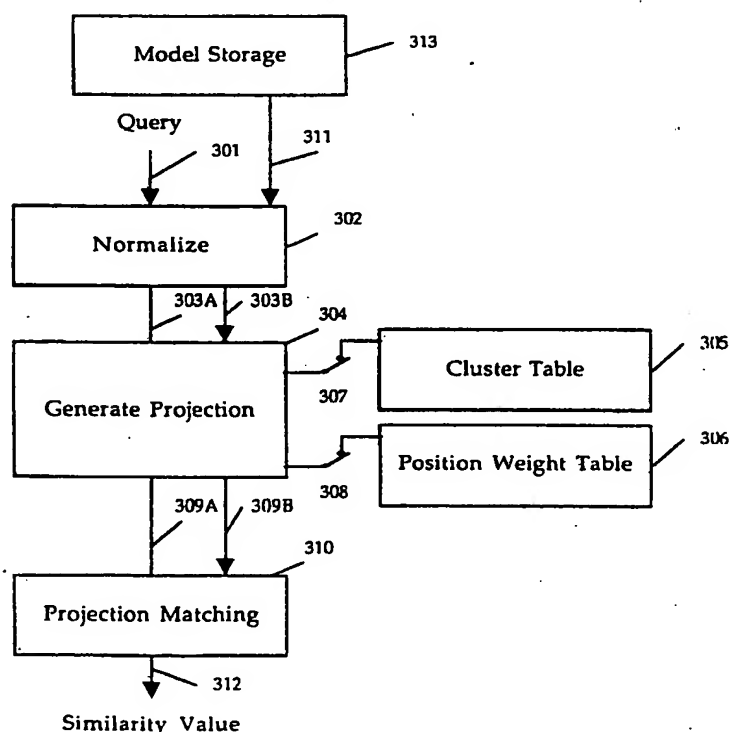 Model Storage
313
Query
301
311
Normalize
302
303A
303B
304
Generate Projection
307
Cluster Table
305
308
Position Weight Table
306
309A
309B
310
Projection Matching
312
Similarity Value